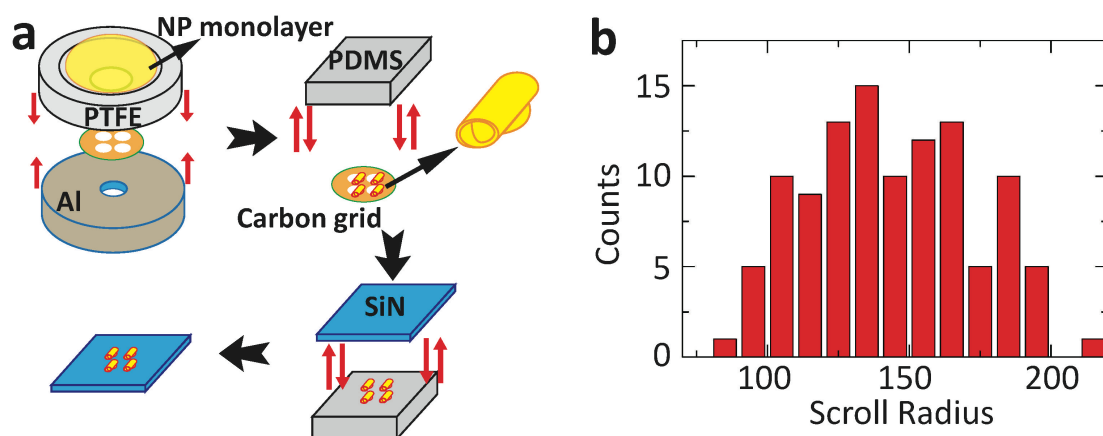 a
NP monolayer
PTFE
Al
PDMS
Carbon grid
SiN
b
Counts
15
10
5
0
100 150 200
Scroll Radius